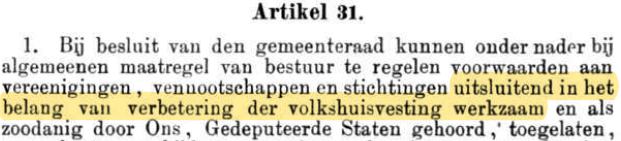 Artikel 31.
1. Bij besluit van den gemeenteraad kunnen onder nader bij
algemeenen maatregel van bestuur te regelen voorwaarden aan
vereenigingen, vennootschappen en stichtingen uitsluitend in het
belang van verbetering der volkshuisvesting werkzaam en als
zoodanig door Ons, Gedeputeerde Staten gehoord,' toegelaten,